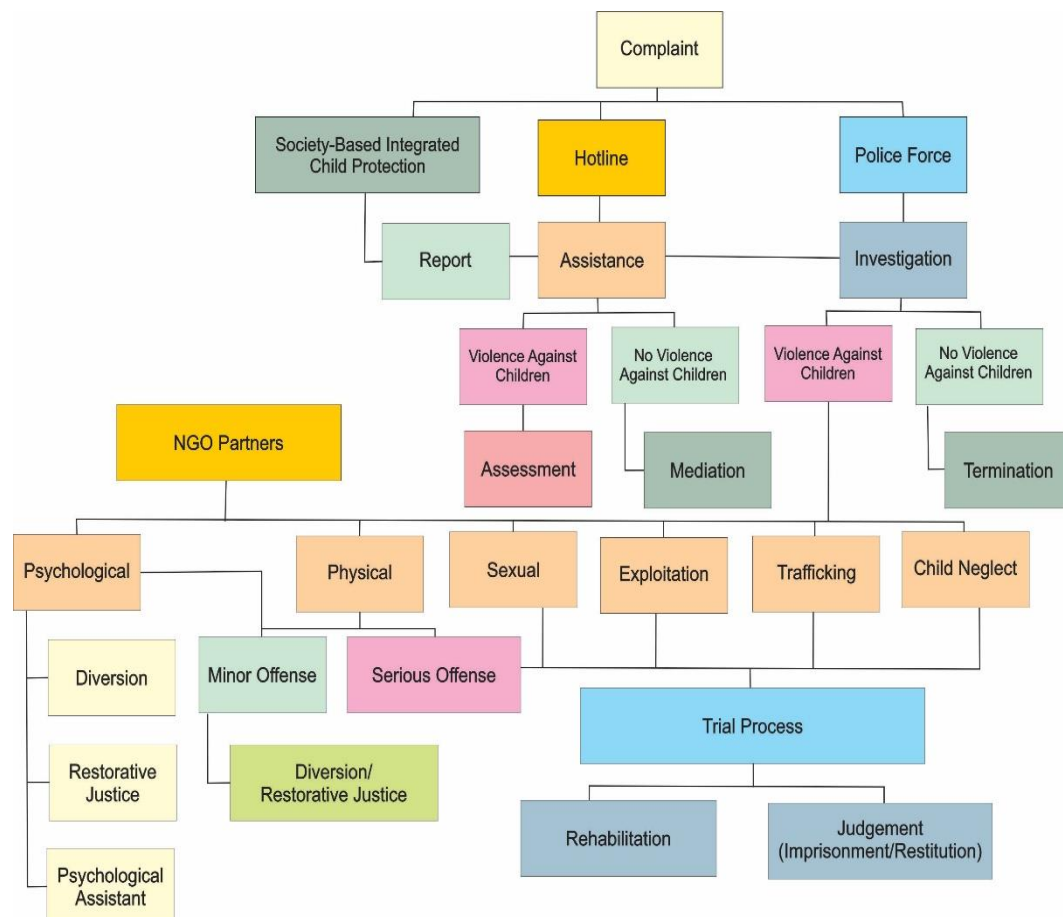 Complaint
Society-Based Integrated
Child Protection
Hotline
Police Force
Report
Assistance
Investigation
Violence Against
Children
No Violence
Against Children
Violence Against
Children
No Violence
Against Children
NGO Partners
Assessment
Mediation
Termination
Psychological
Physical
Sexual
Exploitation
Trafficking
Child Neglect
Diversion
Minor Offense
Serious Offense
Trial Process
Restorative
Justice
Diversion/
Restorative Justice
Rehabilitation
Judgement
(Imprisonment/Restitution)
Psychological
Assistant